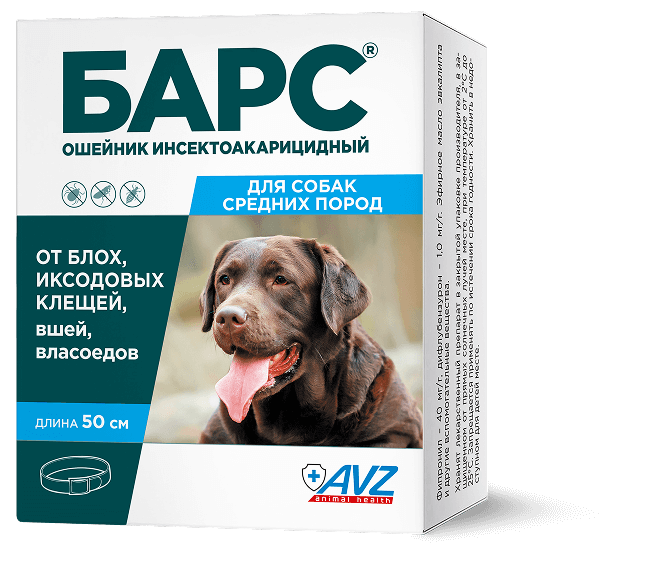 БАРС®
ОШЕЙНИК ИНСЕКТОАКАРИЦИДНЫЙ
ДЛЯ СОБАК
СРЕДНИХ ПОРОД
ОТ БЛОХ,
ИКСОДОВЫХ
КЛЕЩЕЙ,
вшей,
власоедов
ДЛИНА 50 см
AVZ
animal health
Фипронил – 40 мг/г, дифлубензурон – 1,0 мг/г. Эфирное масло эвкалипта
и другие вспомогательные вещества.
Хранят лекарственный препарат в закрытой упаковке производителя, в за-
щищенном от прямых солнечных лучей месте, при температуре от 2°С до
25°С. Запрещается применять по истечении срока годности. Хранить в недо-
ступном для детей месте.